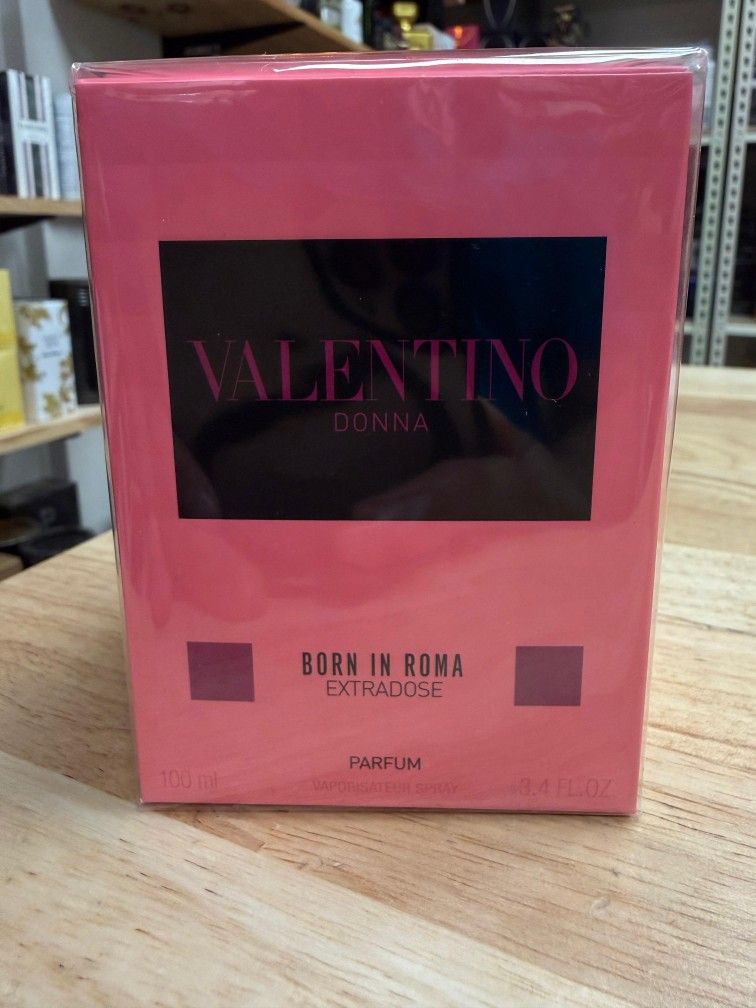 VALENTINO
DONNA
BORN IN ROMA
EXTRADOSE
PARFUM
100 ml VAPORISATEUR SPRAY 3.4 FL.OZ